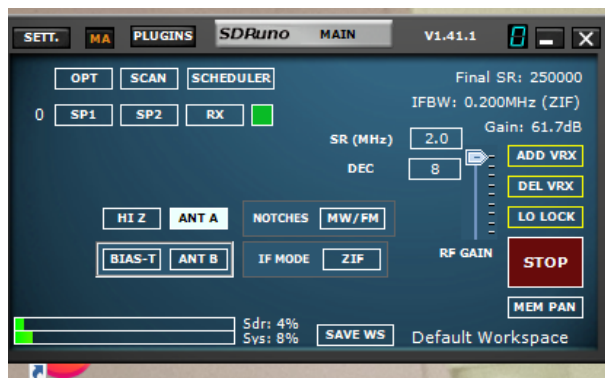 SETT. MA PLUGINS SDRuno MAIN V1.41.1 8
OPT SCAN SCHEDULER Final SR: 250000
IFBW: 0.200MHz (ZIF)
0 SP1 SP2 RX
Gain: 61.7dB
SR (MHz) 2.0
ADD VRX
DEC 8
DEL VRX
HI Z ANT A NOTCHES MW/FM LO LOCK
BIAS-T ANT B IF MODE ZIF RF GAIN STOP
MEM PAN
Sdr: 4%
Sys: 8% SAVE WS Default Workspace